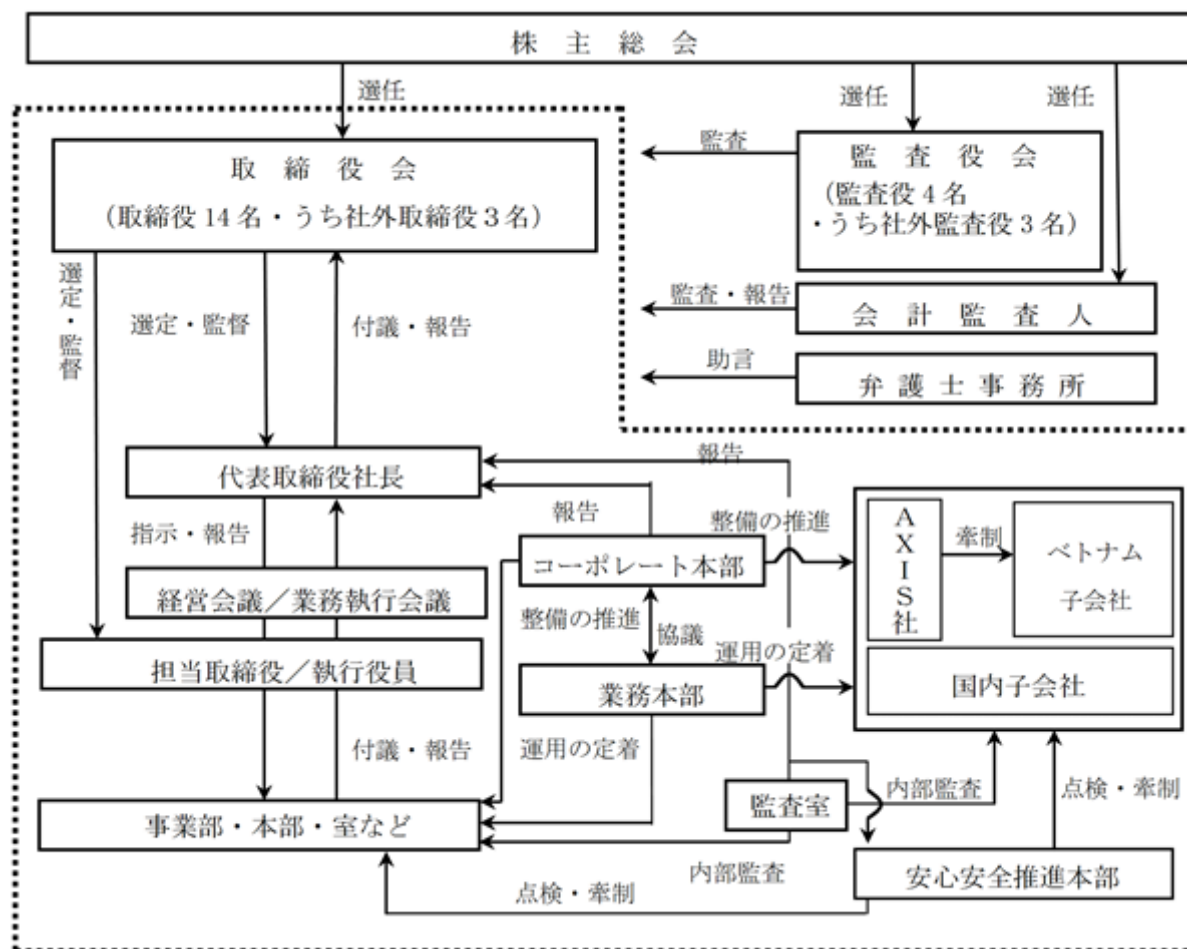 株主総会
選任
選任
選任
取締役会
(取締役14名・うち社外取締役3名)
監査
監査役会
(監査役4名
・うち社外監査役3名)
選定・監督
選定・監督
付議・報告
監査・報告
会計監査人
助言
弁護士事務所
代表取締役社長
報告
指示・報告
報告
整備の推進
AXIS社
牽制
ベトナム
子会社
コーポレート本部
経営会議/業務執行会議
整備の推進
協議
運用の定着
担当取締役/執行役員
業務本部
国内子会社
付議・報告
運用の定着
監査室
内部監査
点検・牽制
事業部・本部・室など
内部監査
安心安全推進本部
点検・牽制